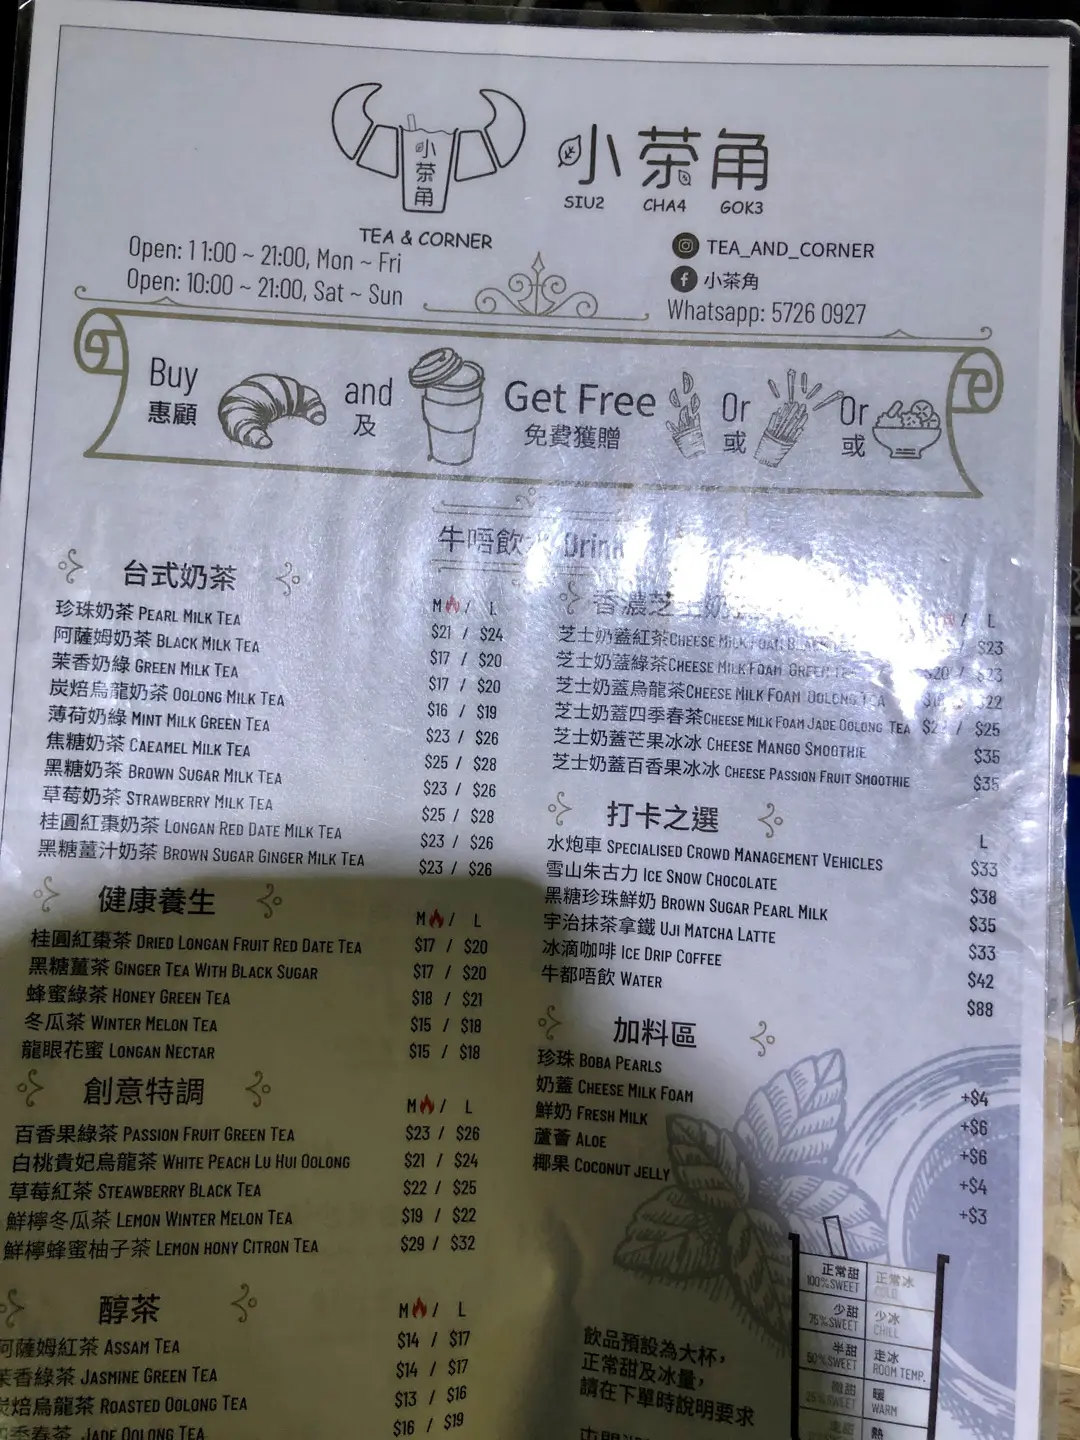 小茶角
小茶角
SIU2 CHA4 GOK3
TEA & CORNER
Open: 11:00 ~ 21:00, Mon ~ Fri
Open: 10:00 ~ 21:00, Sat ~ Sun
TEA_AND_CORNER
小茶角
Whatsapp: 5726 0927
Buy and Get Free Or Or
惠顧 及 免費獲贈 或 或
牛唔飲 Drink
台式奶茶
M / L
珍珠奶茶 PEARL MILK TEA $21 / $24
阿薩姆奶茶 BLACK MILK TEA $17 / $20
茉香奶綠 GREEN MILK TEA $17 / $20
炭焙烏龍奶茶 OOLONG MILK TEA $16 / $19
薄荷奶綠 MINT MILK GREEN TEA $23 / $26
焦糖奶茶 CAEAMEL MILK TEA $25 / $28
黑糖奶茶 BROWN SUGAR MILK TEA $23 / $26
草莓奶茶 STRAWBERRY MILK TEA $25 / $28
桂圓紅棗奶茶 LONGAN RED DATE MILK TEA $23 / $26
黑糖薑汁奶茶 BROWN SUGAR GINGER MILK TEA $23 / $26
健康養生
M / L
桂圓紅棗茶 DRIED LONGAN FRUIT RED DATE TEA $17 / $20
黑糖薑茶 GINGER TEA WITH BLACK SUGAR $17 / $20
蜂蜜綠茶 HONEY GREEN TEA $18 / $21
冬瓜茶 WINTER MELON TEA $15 / $18
龍眼花蜜 LONGAN NECTAR $15 / $18
創意特調
M / L
百香果綠茶 PASSION FRUIT GREEN TEA $23 / $26
白桃貴妃烏龍茶 WHITE PEACH LU HUI OOLONG $21 / $24
草莓紅茶 STEAWBERRY BLACK TEA $22 / $25
鮮檸冬瓜茶 LEMON WINTER MELON TEA $19 / $22
鮮檸蜂蜜柚子茶 LEMON HONY CITRON TEA $29 / $32
醇茶
M / L
阿薩姆紅茶 ASSAM TEA $14 / $17
茉香綠茶 JASMINE GREEN TEA $14 / $17
炭焙烏龍茶 ROASTED OOLONG TEA $13 / $16
四季春茶 JADE OOLONG TEA $16 / $19
香濃芝士奶
/ L
芝士奶蓋紅茶 CHEESE MILK FOAM $23
芝士奶蓋綠茶 CHEESE MILK FOAM GREEN $20 / $23
芝士奶蓋烏龍茶 CHEESE MILK FOAM OOLONG TEA / $22
芝士奶蓋四季春茶 CHEESE MILK FOAM JADE OOLONG TEA / $25
芝士奶蓋芒果冰冰 CHEESE MANGO SMOOTHIE $35
芝士奶蓋百香果冰冰 CHEESE PASSION FRUIT SMOOTHIE $35
打卡之選
L
水炮車 SPECIALISED CROWD MANAGEMENT VEHICLES $33
雪山朱古力 ICE SNOW CHOCOLATE $38
黑糖珍珠鮮奶 BROWN SUGAR PEARL MILK $35
宇治抹茶拿鐵 UJI MATCHA LATTE $33
冰滴咖啡 ICE DRIP COFFEE $42
牛都唔飲 WATER $88
加料區
珍珠 BOBA PEARLS +$4
奶蓋 CHEESE MILK FOAM +$6
鮮奶 FRESH MILK +$6
蘆薈 ALOE +$4
椰果 COCONUT JELLY +$3
飲品預設為大杯，
正常甜及冰量，
請在下單時說明要求
正常甜 正常冰
100%SWEET COLD
少甜 少冰
75%SWEET CHILL
半甜 走冰
50%SWEET ROOM TEMP.
微甜 暖
25%SWEET WARM
熱